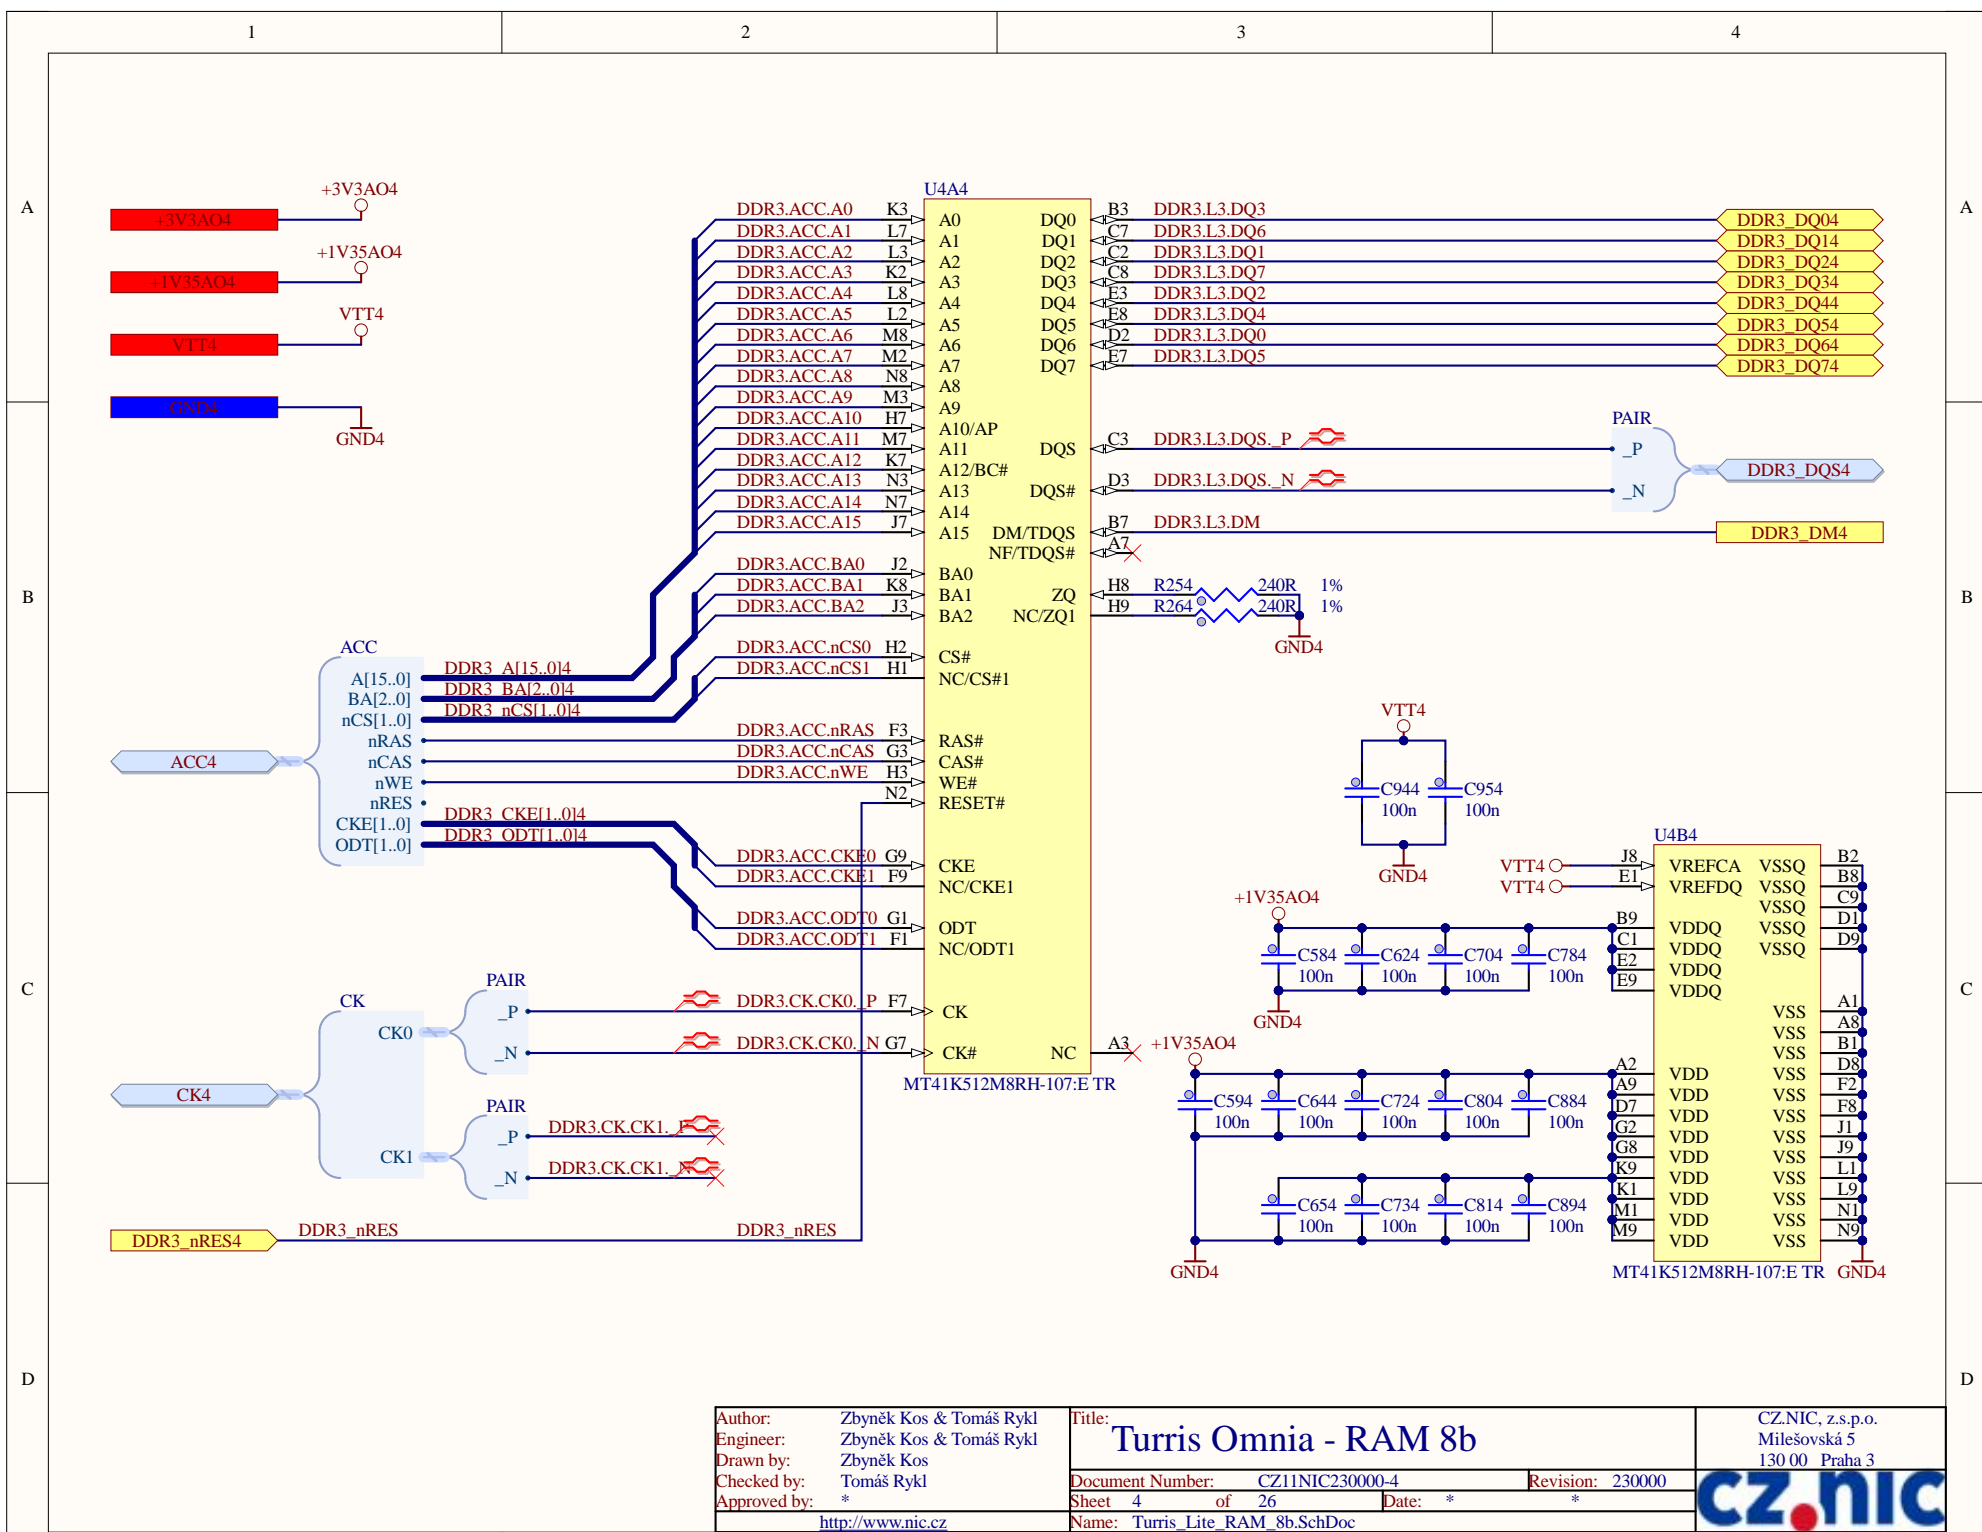 1 2 3 4
A A
B B
C C
D D
+3V3AO4
+3V3AO4
+1V35AO4
+1V35AO4
VTT4
VTT4
GND4
GND4
U4A4
DDR3.ACC.A0 K3 A0
DDR3.ACC.A1 L7 A1
DDR3.ACC.A2 L3 A2
DDR3.ACC.A3 K2 A3
DDR3.ACC.A4 L8 A4
DDR3.ACC.A5 L2 A5
DDR3.ACC.A6 M8 A6
DDR3.ACC.A7 M2 A7
DDR3.ACC.A8 N8 A8
DDR3.ACC.A9 M3 A9
DDR3.ACC.A10 H7 A10/AP
DDR3.ACC.A11 M7 A11
DDR3.ACC.A12 K7 A12/BC#
DDR3.ACC.A13 N3 A13
DDR3.ACC.A14 N7 A14
DDR3.ACC.A15 J7 A15
DDR3.ACC.BA0 J2 BA0
DDR3.ACC.BA1 K8 BA1
DDR3.ACC.BA2 J3 BA2
DDR3.ACC.nCS0 H2 CS#
DDR3.ACC.nCS1 H1 NC/CS#1
DDR3.ACC.nRAS F3 RAS#
DDR3.ACC.nCAS G3 CAS#
DDR3.ACC.nWE H3 WE#
N2 RESET#
DDR3.ACC.CKE0 G9 CKE
DDR3.ACC.CKE1 F9 NC/CKE1
DDR3.ACC.ODT0 G1 ODT
DDR3.ACC.ODT1 F1 NC/ODT1
DDR3.CK.CK0._P F7 CK
DDR3.CK.CK0._N G7 CK#
MT41K512M8RH-107:E TR
DQ0 B3 DDR3.L3.DQ3 DDR3_DQ04
DQ1 C7 DDR3.L3.DQ6 DDR3_DQ14
DQ2 C2 DDR3.L3.DQ1 DDR3_DQ24
DQ3 C8 DDR3.L3.DQ7 DDR3_DQ34
DQ4 E3 DDR3.L3.DQ2 DDR3_DQ44
DQ5 E8 DDR3.L3.DQ4 DDR3_DQ54
DQ6 D2 DDR3.L3.DQ0 DDR3_DQ64
DQ7 E7 DDR3.L3.DQ5 DDR3_DQ74
PAIR
DQS C3 DDR3.L3.DQS._P _P
DDR3_DQS4
DQS# D3 DDR3.L3.DQS._N _N
DM/TDQS B7 DDR3.L3.DM DDR3_DM4
NF/TDQS# A7
ZQ H8 R254 240R 1%
NC/ZQ1 H9 R264 240R 1%
GND4
NC A3
ACC
A[15..0] DDR3_A[15..0]4
BA[2..0] DDR3_BA[2..0]4
nCS[1..0] DDR3_nCS[1..0]4
nRAS
ACC4 nCAS
nWE
nRES
CKE[1..0] DDR3_CKE[1..0]4
ODT[1..0] DDR3_ODT[1..0]4
PAIR
CK
_P
CK0
_N
CK4
PAIR
_P DDR3.CK.CK1._P
CK1
_N DDR3.CK.CK1._N
DDR3_nRES4 DDR3_nRES DDR3_nRES
VTT4
C944 C954
100n 100n
GND4
+1V35AO4
C584 C624 C704 C784
100n 100n 100n 100n
GND4
+1V35AO4
C594 C644 C724 C804 C884
100n 100n 100n 100n 100n
C654 C734 C814 C894
100n 100n 100n 100n
GND4
U4B4
VTT4 J8 VREFCA VSSQ B2
VTT4 E1 VREFDQ VSSQ B8
VSSQ C9
B9 VDDQ VSSQ D1
C1 VDDQ VSSQ D9
E2 VDDQ
E9 VDDQ
VSS A1
VSS A8
VSS B1
A2 VDD VSS D8
A9 VDD VSS F2
D7 VDD VSS F8
G2 VDD VSS J1
G8 VDD VSS J9
K9 VDD VSS L1
K1 VDD VSS L9
M1 VDD VSS N1
M9 VDD VSS N9
MT41K512M8RH-107:E TR GND4
Author: Zbyněk Kos & Tomáš Rykl
Engineer: Zbyněk Kos & Tomáš Rykl
Drawn by: Zbyněk Kos
Checked by: Tomáš Rykl
Approved by: *
http://www.nic.cz
Title: Turris Omnia - RAM 8b
Document Number: CZ11NIC230000-4 Revision: 230000
Sheet 4 of 26 Date: * *
Name: Turris_Lite_RAM_8b.SchDoc
CZ.NIC, z.s.p.o.
Milešovská 5
130 00 Praha 3
cz.nic